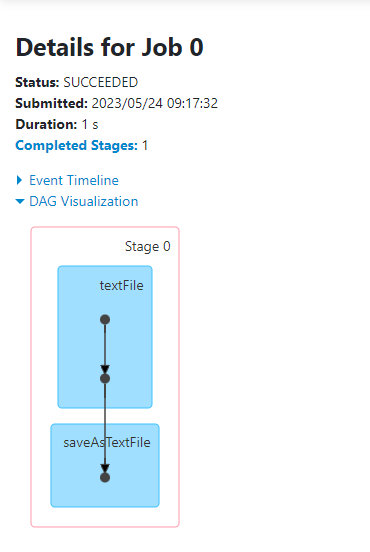 Details for Job 0
Status: SUCCEEDED
Submitted: 2023/05/24 09:17:32
Duration: 1 s
Completed Stages: 1
Event Timeline
DAG Visualization
Stage 0
textFile
saveAsTextFile